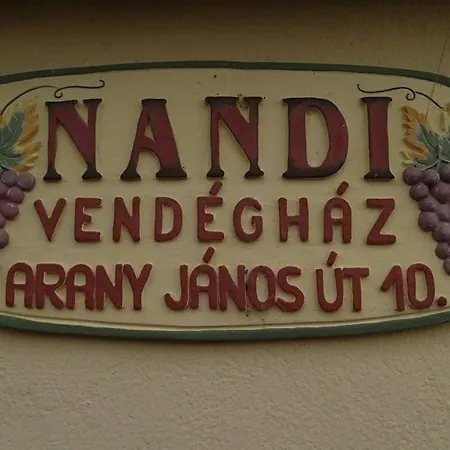 NANDI
VENDÉGHÁZ
ARANY JÁNOS ÚT 10.